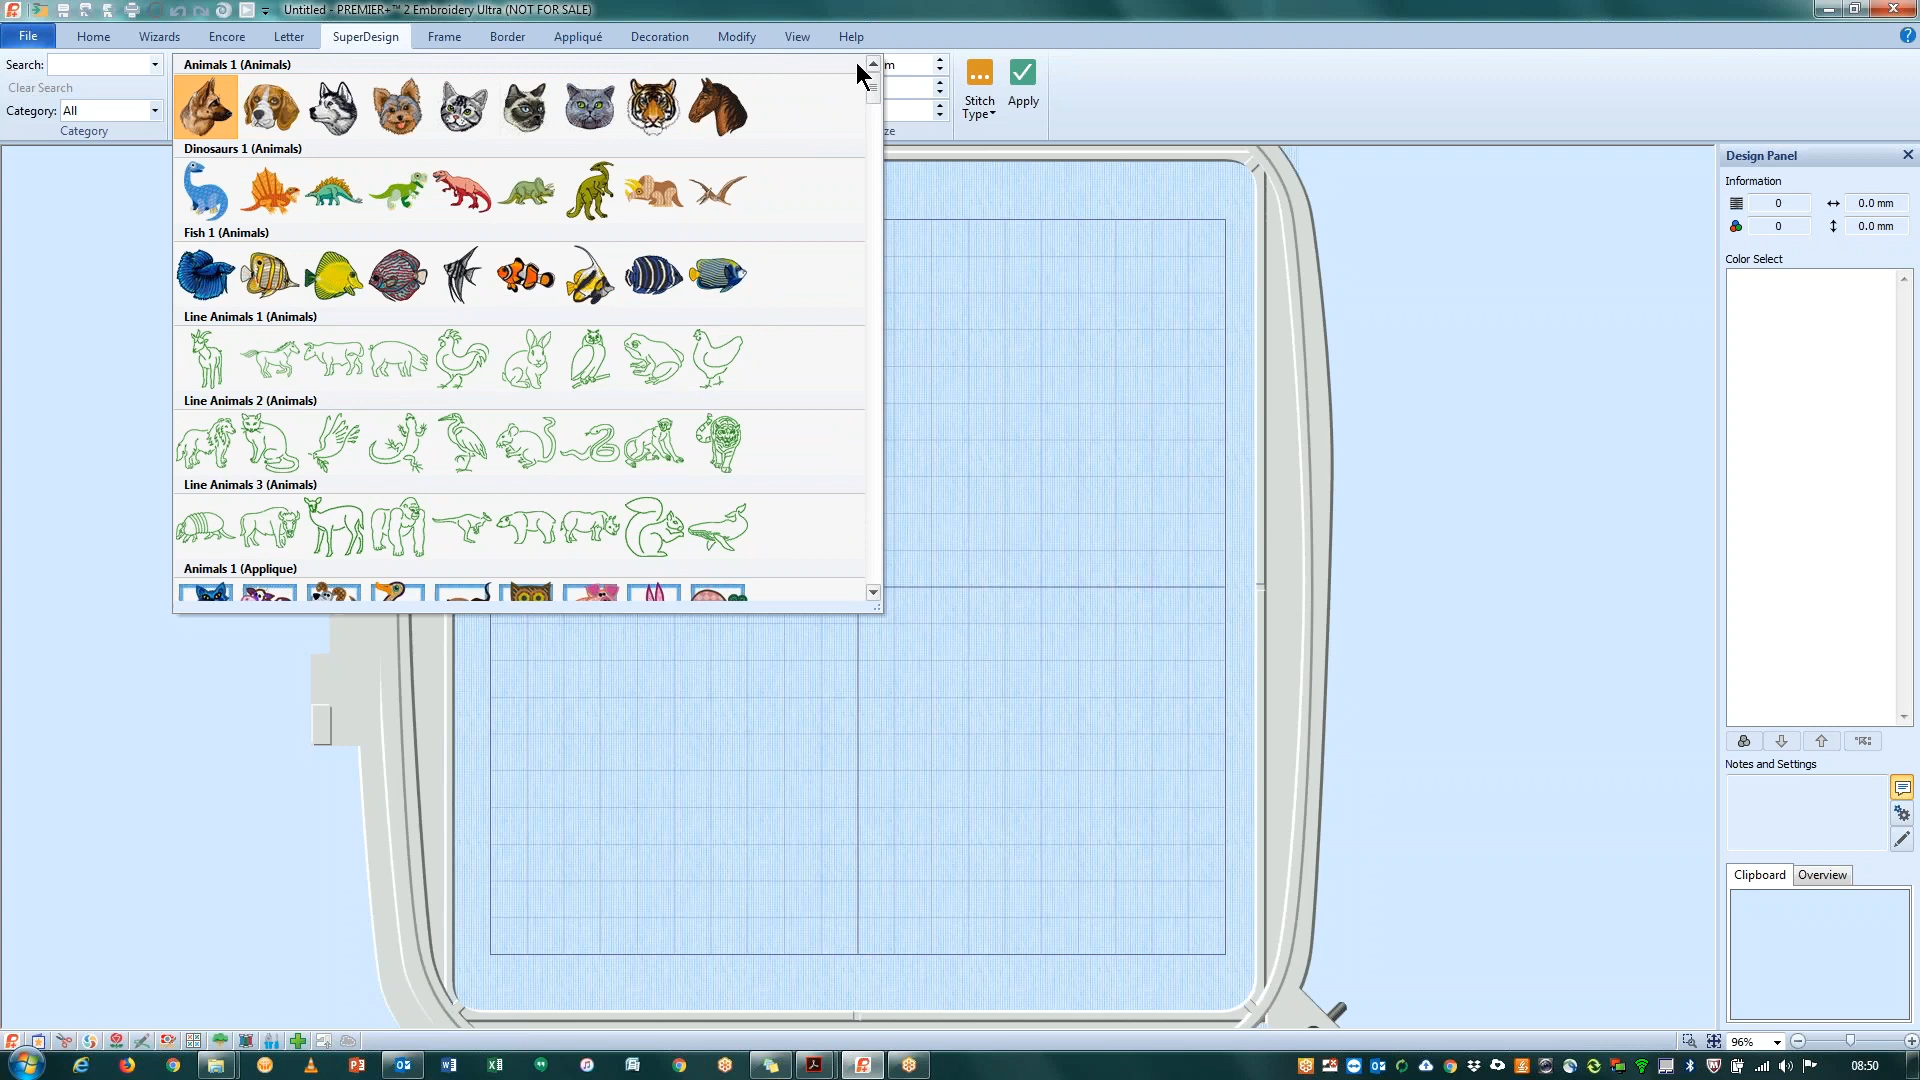 Untitled - PREMIER+™ 2 Embroidery Ultra (NOT FOR SALE)
File Home Wizards Encore Letter SuperDesign Frame Border Appliqué Decoration Modify View Help
Search:
Clear Search
Category: All
Category
Animals 1 (Animals)
Dinosaurs 1 (Animals)
Fish 1 (Animals)
Line Animals 1 (Animals)
Line Animals 2 (Animals)
Line Animals 3 (Animals)
Animals 1 (Applique)
Stitch Type
Apply
Design Panel
Information
0 0.0 mm
0 0.0 mm
Color Select
Notes and Settings
Clipboard Overview
96%
08:50